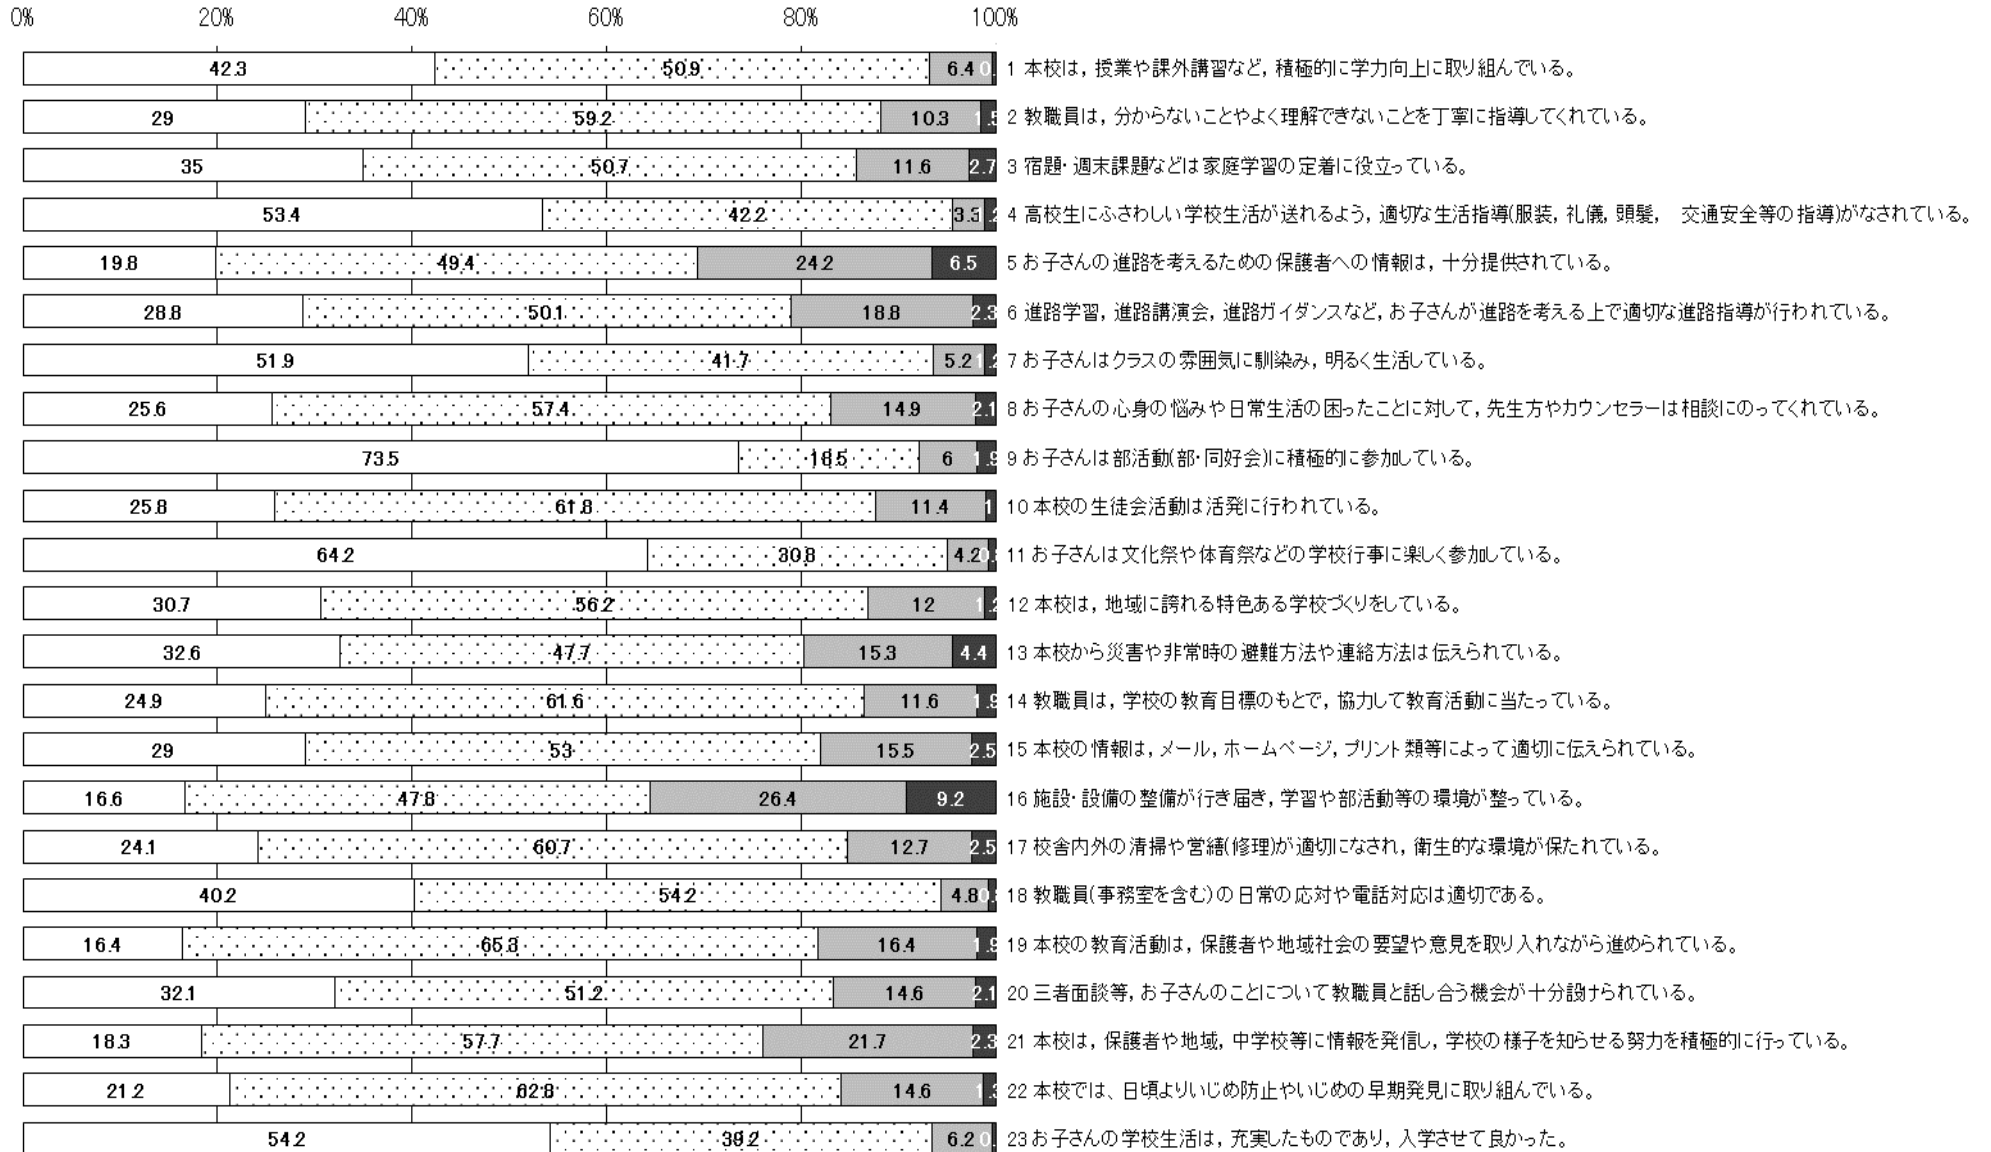 0% 20% 40% 60% 80% 100%
42.3 50.9 6.4 0. 1 本校は，授業や課外講習など，積極的に学力向上に取り組んでいる。
29 59.2 10.3 1.5 2 教職員は，分からないことやよく理解できないことを丁寧に指導してくれている。
35 50.7 11.6 2.7 3 宿題・週末課題などは家庭学習の定着に役立っている。
53.4 42.2 3.3 1.2 4 高校生にふさわしい学校生活が送れるよう，適切な生活指導(服装，礼儀，頭髪，　交通安全等の指導)がなされている。
19.8 49.4 24.2 6.5 5 お子さんの進路を考えるための保護者への情報は，十分提供されている。
28.8 50.1 18.8 2.3 6 進路学習，進路講演会，進路ガイダンスなど，お子さんが進路を考える上で適切な進路指導が行われている。
51.9 41.7 5.2 1.2 7 お子さんはクラスの雰囲気に馴染み，明るく生活している。
25.6 57.4 14.9 2.1 8 お子さんの心身の悩みや日常生活の困ったことに対して，先生方やカウンセラーは相談にのってくれている。
73.5 18.5 6 1.9 9 お子さんは部活動(部・同好会)に積極的に参加している。
25.8 61.8 11.4 1 10 本校の生徒会活動は活発に行われている。
64.2 30.8 4.2 0. 11 お子さんは文化祭や体育祭などの学校行事に楽しく参加している。
30.7 56.2 12 1.2 12 本校は，地域に誇れる特色ある学校づくりをしている。
32.6 47.7 15.3 4.4 13 本校から災害や非常時の避難方法や連絡方法は伝えられている。
24.9 61.6 11.6 1.9 14 教職員は，学校の教育目標のもとで，協力して教育活動に当たっている。
29 53 15.5 2.5 15 本校の情報は，メール，ホームページ，プリント類等によって適切に伝えられている。
16.6 47.8 26.4 9.2 16 施設・設備の整備が行き届き，学習や部活動等の環境が整っている。
24.1 60.7 12.7 2.5 17 校舎内外の清掃や営繕(修理)が適切になされ，衛生的な環境が保たれている。
40.2 54.2 4.8 0. 18 教職員(事務室を含む)の日常の応対や電話対応は適切である。
16.4 65.3 16.4 1.9 19 本校の教育活動は，保護者や地域社会の要望や意見を取り入れながら進められている。
32.1 51.2 14.6 2.1 20 三者面談等，お子さんのことについて教職員と話し合う機会が十分設けられている。
18.3 57.7 21.7 2.3 21 本校は，保護者や地域，中学校等に情報を発信し，学校の様子を知らせる努力を積極的に行っている。
21.2 62.8 14.6 1.3 22 本校では、日頃よりいじめ防止やいじめの早期発見に取り組んでいる。
54.2 39.2 6.2 0. 23 お子さんの学校生活は，充実したものであり，入学させて良かった。